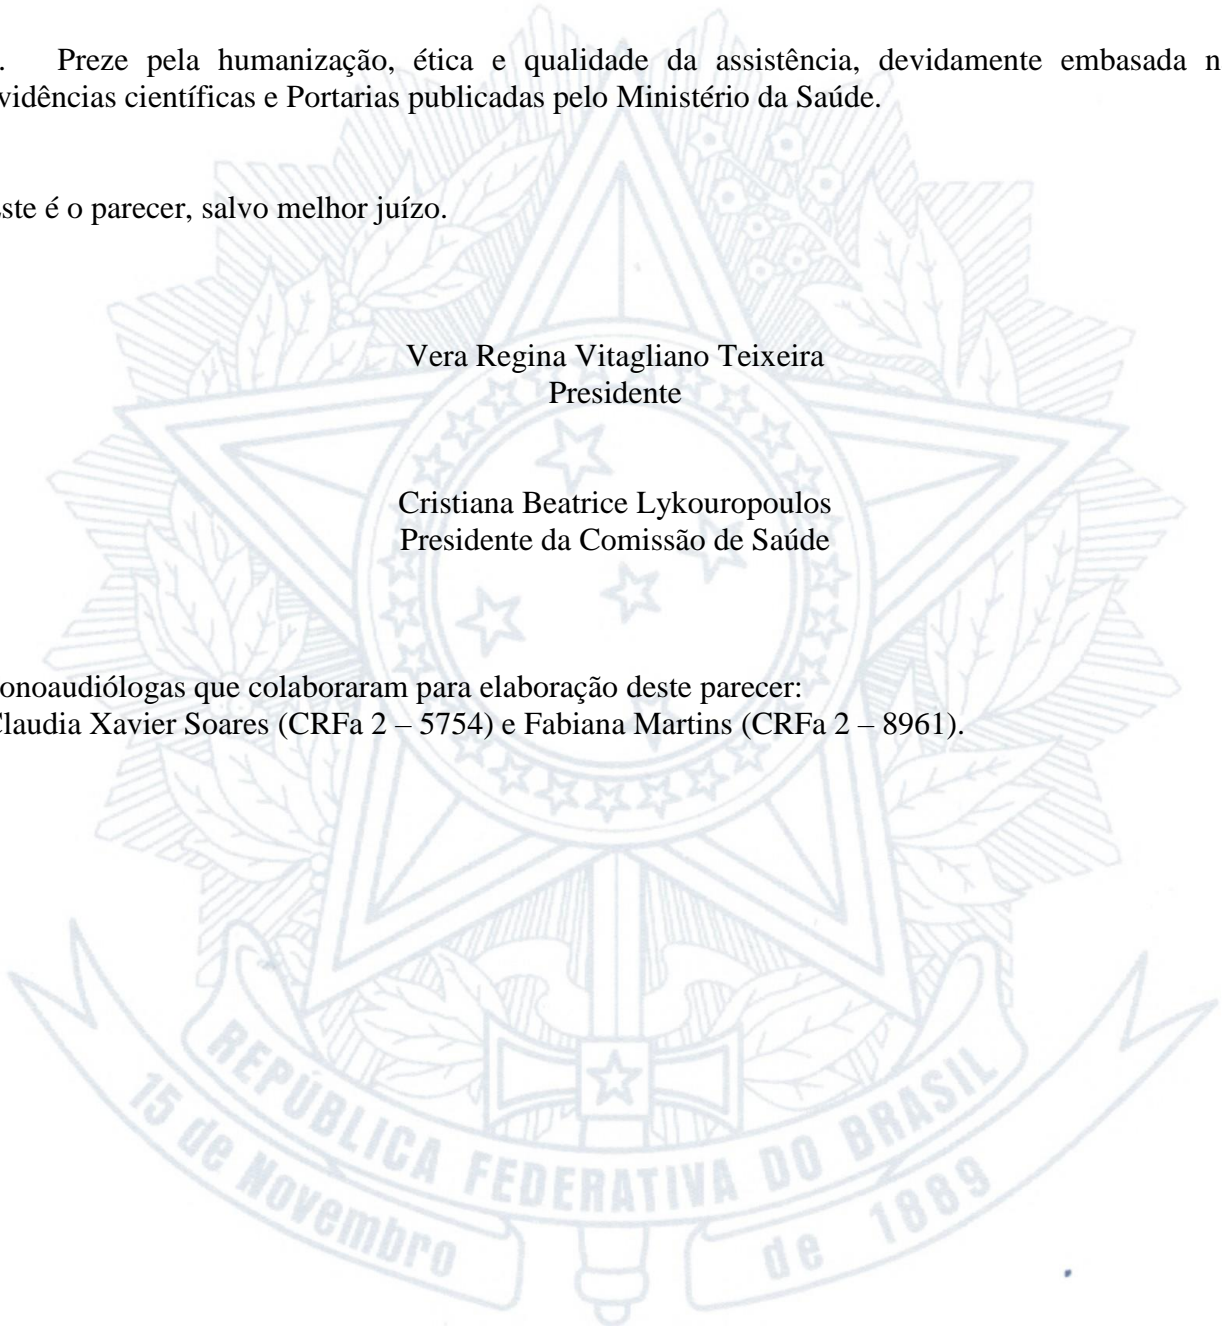 . Preze pela humanização, ética e qualidade da assistência, devidamente embasada n
vidências científicas e Portarias publicadas pelo Ministério da Saúde.
ste é o parecer, salvo melhor juízo.
Vera Regina Vitagliano Teixeira
Presidente
Cristiana Beatrice Lykouropoulos
Presidente da Comissão de Saúde
onoaudiólogas que colaboraram para elaboração deste parecer:
Claudia Xavier Soares (CRFa 2 – 5754) e Fabiana Martins (CRFa 2 – 8961).
REPÚBLICA FEDERATIVA DO BRASIL
15 de Novembro de 1889